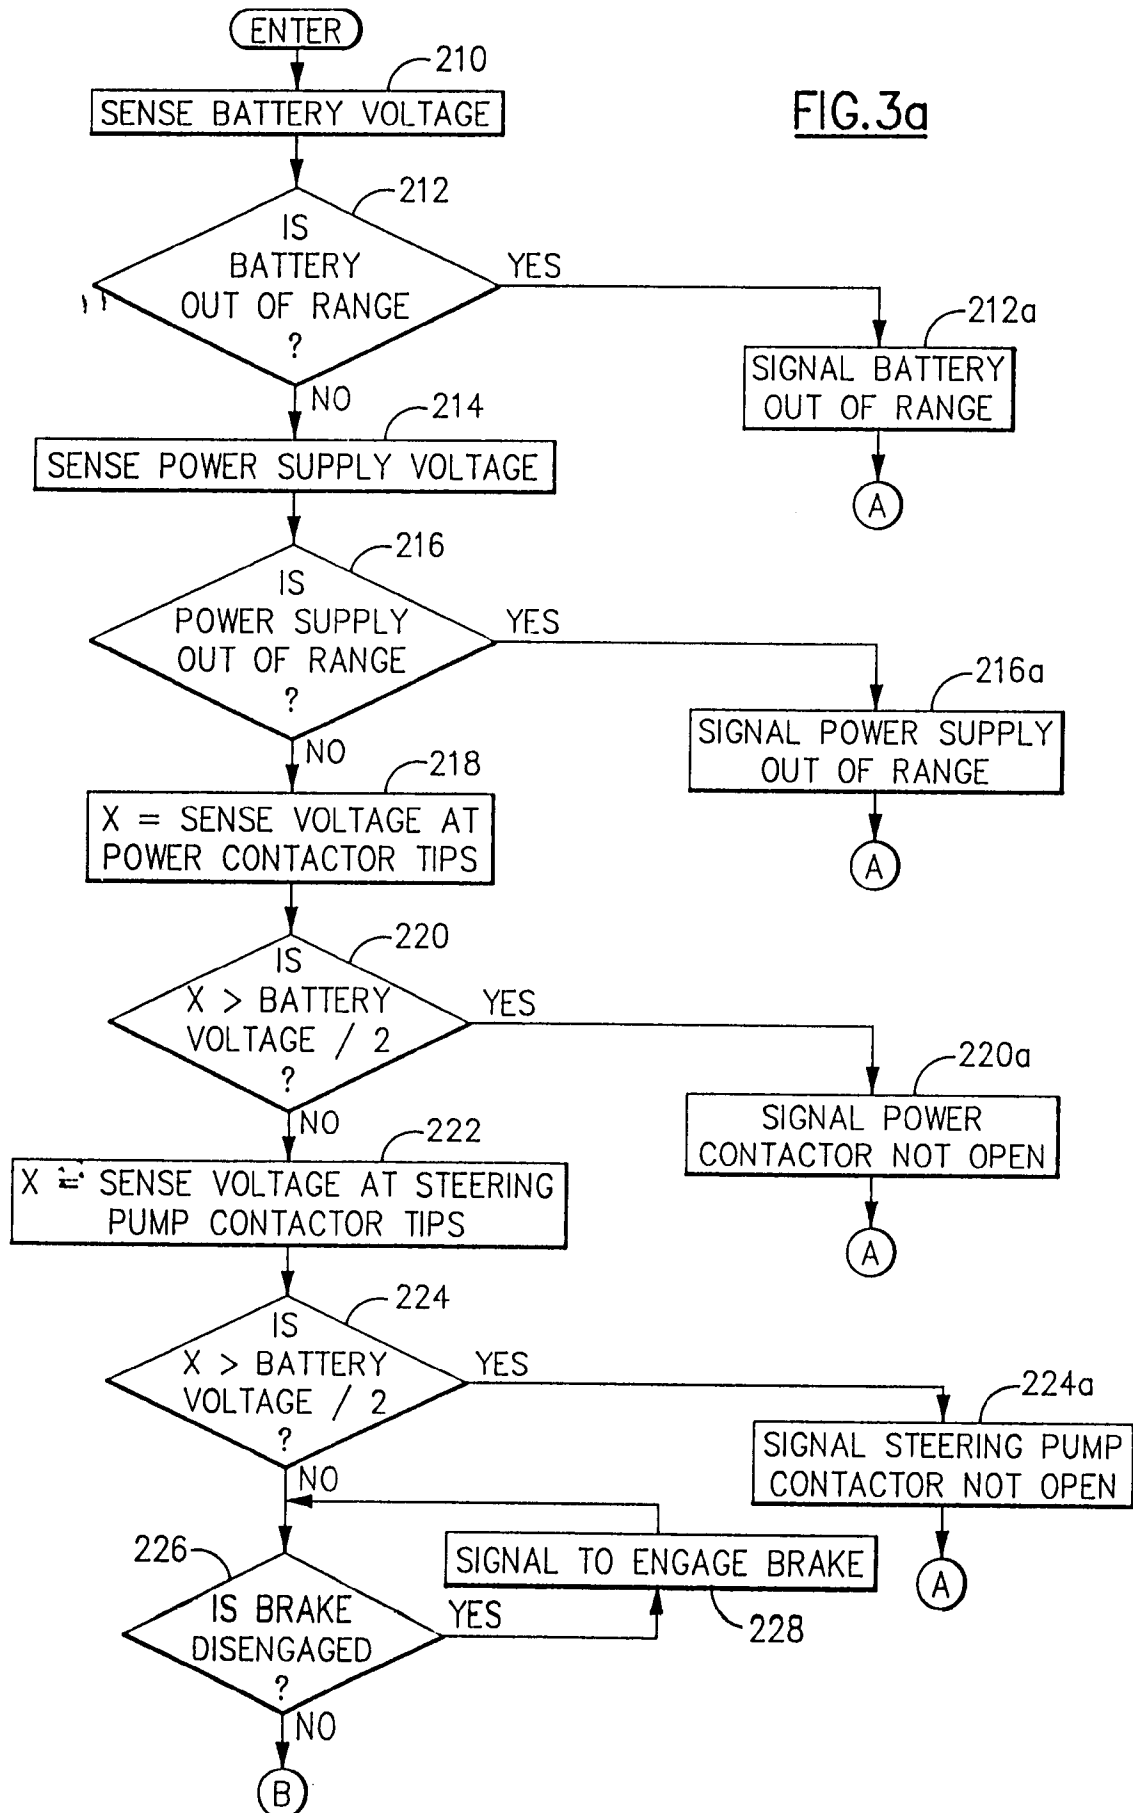 ENTER
210
SENSE BATTERY VOLTAGE
FIG.3a
212
IS
BATTERY
OUT OF RANGE
?
YES
212a
SIGNAL BATTERY
OUT OF RANGE
A
NO
214
SENSE POWER SUPPLY VOLTAGE
216
IS
POWER SUPPLY
OUT OF RANGE
?
YES
216a
SIGNAL POWER SUPPLY
OUT OF RANGE
A
NO
218
X = SENSE VOLTAGE AT
POWER CONTACTOR TIPS
220
IS
X > BATTERY
VOLTAGE / 2
?
YES
220a
SIGNAL POWER
CONTACTOR NOT OPEN
A
NO
222
X = SENSE VOLTAGE AT STEERING
PUMP CONTACTOR TIPS
224
IS
X > BATTERY
VOLTAGE / 2
?
YES
224a
SIGNAL STEERING PUMP
CONTACTOR NOT OPEN
A
NO
226
IS BRAKE
DISENGAGED
?
YES
SIGNAL TO ENGAGE BRAKE
228
NO
B